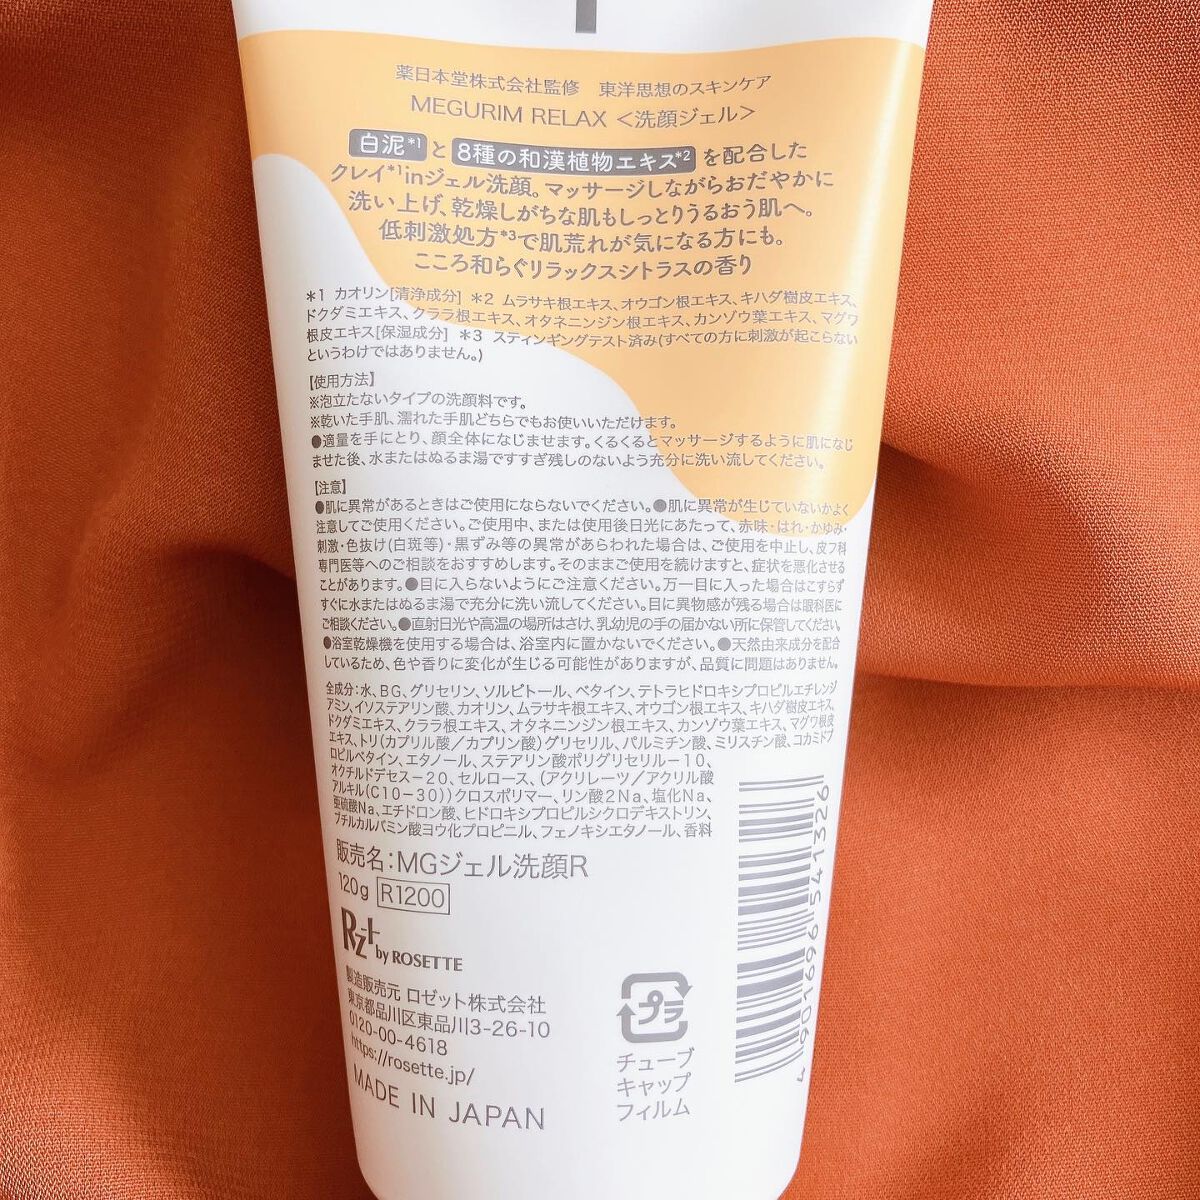 薬日本堂株式会社監修　東洋思想のスキンケア
MEGURIM RELAX <洗顔ジェル>
白泥*1 と 8種の和漢植物エキス*2 を配合した
クレイ*1inジェル洗顔。マッサージしながらおだやかに
洗い上げ、乾燥しがちな肌もしっとりうるおう肌へ。
低刺激処方*3で肌荒れが気になる方にも。
こころ和らぐリラックスシトラスの香り
*1 カオリン[清浄成分] *2 ムラサキ根エキス、オウゴン根エキス、キハダ樹皮エキス、
ドクダミエキス、クララ根エキス、オタネニンジン根エキス、カンゾウ葉エキス、マグワ
根皮エキス[保湿成分] *3 スティンギングテスト済み(すべての方に刺激が起こらない
というわけではありません。)
【使用方法】
※泡立たないタイプの洗顔料です。
※乾いた手肌、濡れた手肌どちらでもお使いいただけます。
●適量を手にとり、顔全体になじませます。くるくるとマッサージするように肌になじ
ませた後、水またはぬるま湯ですすぎ残しのないよう充分に洗い流してください。
【注意】
●肌に異常があるときはご使用にならないでください。●肌に異常が生じていないかよく
注意してご使用ください。ご使用中、または使用後日光にあたって、赤味・はれ・かゆみ・
刺激・色抜け(白斑等)・黒ずみ等の異常があらわれた場合は、ご使用を中止し、皮フ科
専門医等へのご相談をおすすめします。そのままご使用を続けますと、症状を悪化させる
ことがあります。●目に入らないようにご注意ください。万一目に入った場合はこすらず
すぐに水またはぬるま湯で充分に洗い流してください。目に異物感が残る場合は眼科医に
ご相談ください。●直射日光や高温の場所はさけ、乳幼児の手の届かない所に保管してください。
●浴室乾燥機を使用する場合は、浴室内に置かないでください。●天然由来成分を配合
しているため、色や香りに変化が生じる可能性がありますが、品質に問題はありません。
全成分：水、BG、グリセリン、ソルビトール、ベタイン、テトラヒドロキシプロピルエチレンジ
アミン、イソステアリン酸、カオリン、ムラサキ根エキス、オウゴン根エキス、キハダ樹皮エキス、
ドクダミエキス、クララ根エキス、オタネニンジン根エキス、カンゾウ葉エキス、マグワ根皮
エキス、トリ(カプリル酸／カプリン酸)グリセリル、パルミチン酸、ミリスチン酸、コカミドプ
ロピルベタイン、エタノール、ステアリン酸ポリグリセリル－10、
オクチルドデセス－20、セルロース、(アクリレーツ／アクリル酸
アルキル(C10－30))クロスポリマー、リン酸2Na、塩化Na、
亜硫酸Na、エチドロン酸、ヒドロキシプロピルシクロデキストリン、
ブチルカルバミン酸ヨウ化プロピニル、フェノキシエタノール、香料
販売名：MGジェル洗顔R
120g R1200
Rz+ by ROSETTE
製造販売元 ロゼット株式会社
東京都品川区東品川3-26-10
0120-00-4618
https://rosette.jp/
MADE IN JAPAN
プラ
チューブ
キャップ
フィルム
4 901696 541326